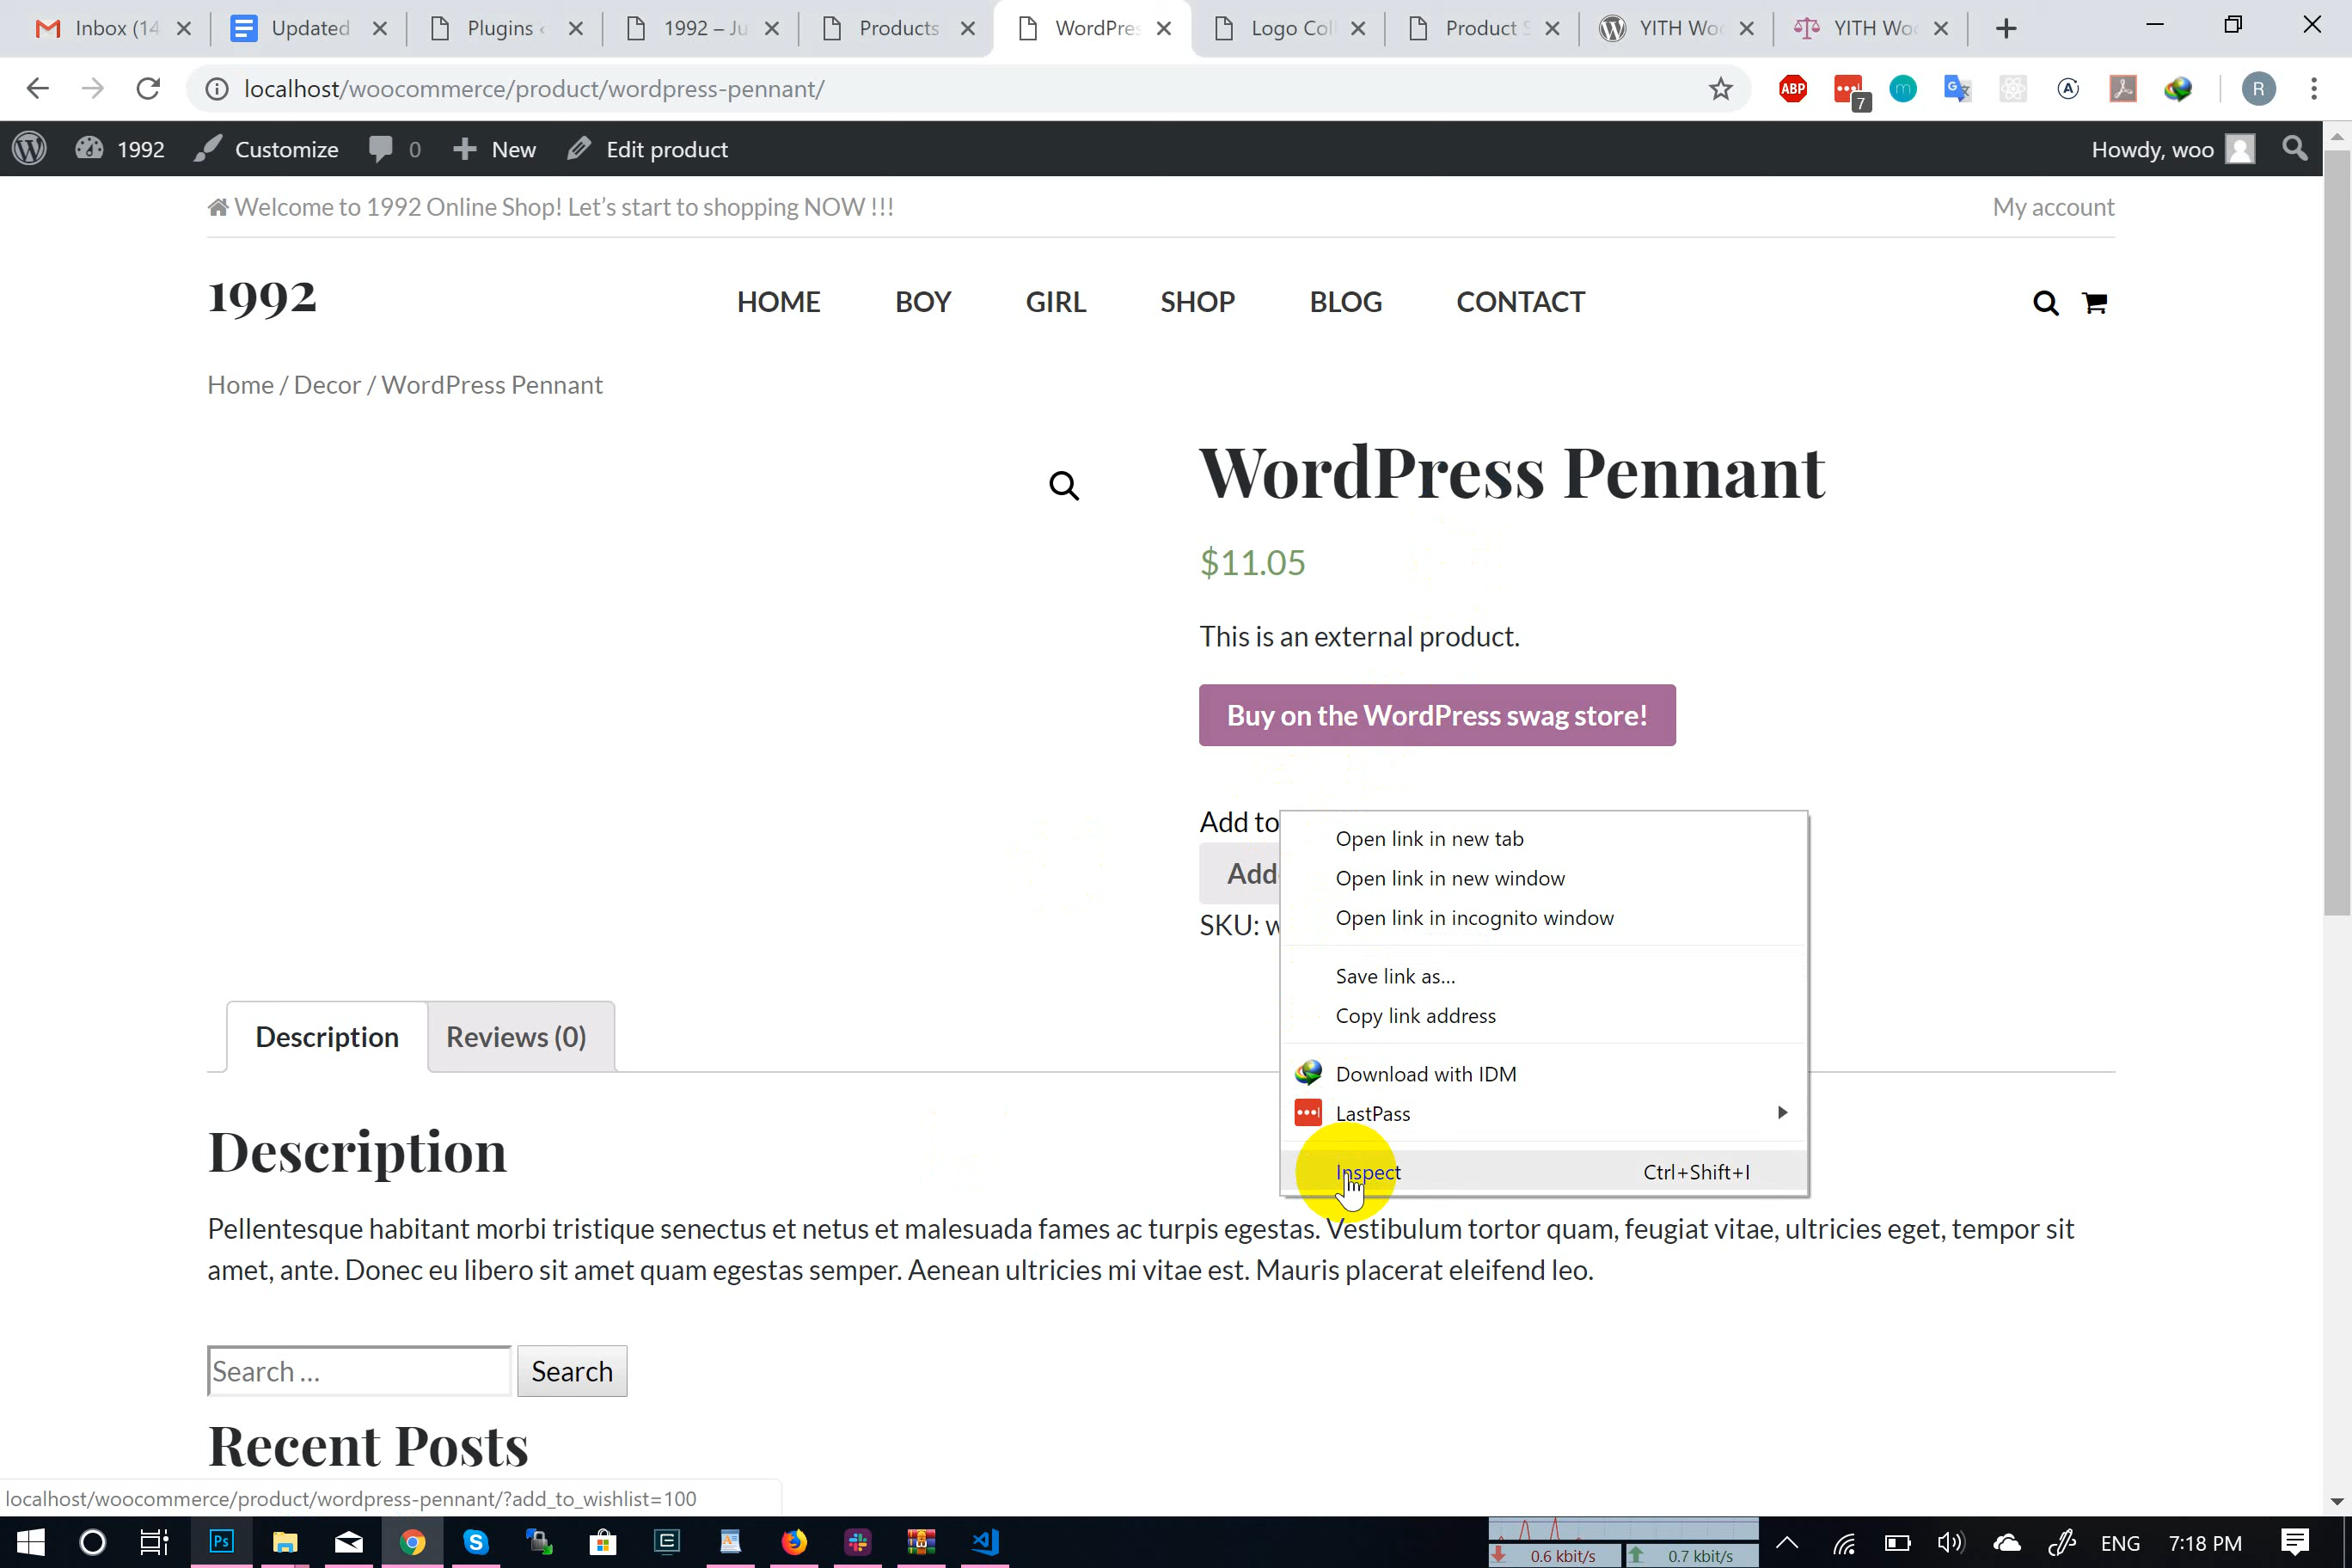 Inbox (14
Updated
Plugins ‹
1992 – Ju
Products
WordPres
Logo Coll
Product S
YITH Woo
YITH Woo
localhost/woocommerce/product/wordpress-pennant/
ABP
7
R
1992
Customize
0
New
Edit product
Howdy, woo
Welcome to 1992 Online Shop! Let's start to shopping NOW !!!
My account
1992
HOME
BOY
GIRL
SHOP
BLOG
CONTACT
Home / Decor / WordPress Pennant
WordPress Pennant
$11.05
This is an external product.
Buy on the WordPress swag store!
Add to
Add
SKU: w
Open link in new tab
Open link in new window
Open link in incognito window
Save link as...
Copy link address
Download with IDM
LastPass
Inspect
Ctrl+Shift+I
Description
Reviews (0)
Description
Pellentesque habitant morbi tristique senectus et netus et malesuada fames ac turpis egestas. Vestibulum tortor quam, feugiat vitae, ultricies eget, tempor sit
amet, ante. Donec eu libero sit amet quam egestas semper. Aenean ultricies mi vitae est. Mauris placerat eleifend leo.
Search …
Search
Recent Posts
localhost/woocommerce/product/wordpress-pennant/?add_to_wishlist=100
Ps
0.6 kbit/s
0.7 kbit/s
ENG
7:18 PM